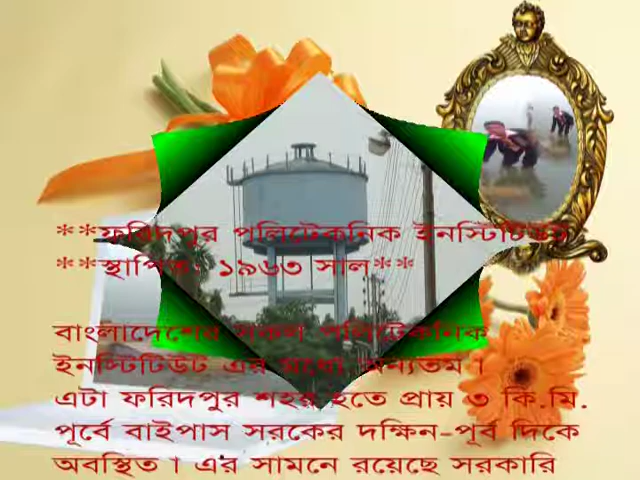 **ফরিদপুর পলিটেকনিক ইনস্টিটিউট
**স্থাপিত: ১৯৬৩ সাল**
বাংলাদেশের সকল পলিটেকনিক
ইনস্টিটিউট এর মধ্যে অন্যতম।
এটা ফরিদপুর শহর হতে প্রায় ৩ কি.মি.
পূর্বে বাইপাস সরকের দক্ষিন-পূর্ব দিকে
অবস্থিত। এর সামনে রয়েছে সরকারি